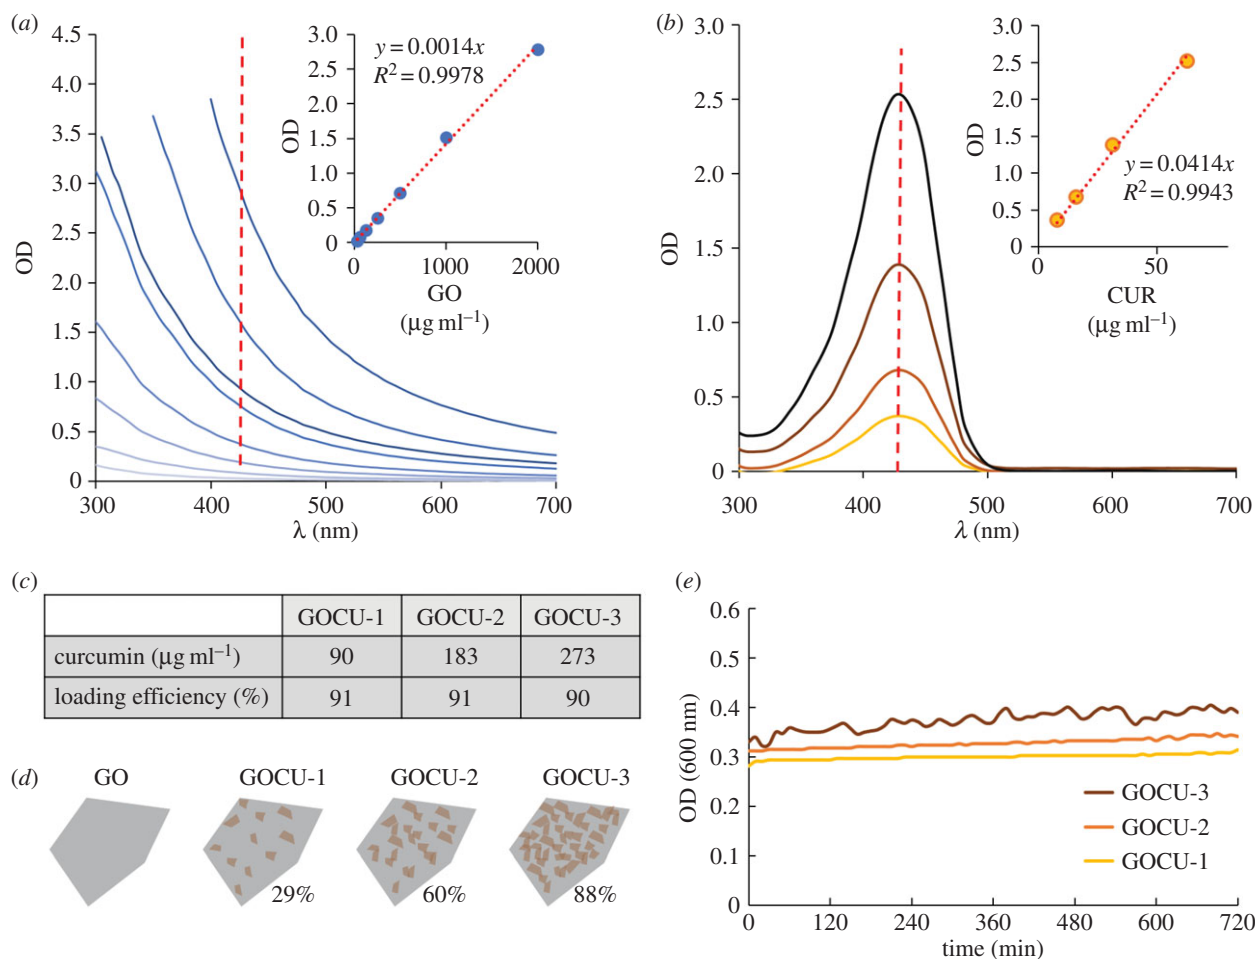 (a)
4.5
4.0
3.5
3.0
2.5
2.0
1.5
1.0
0.5
0
OD
300 400 500 600 700
λ (nm)
3.0
2.5
2.0
1.5
1.0
0.5
0
OD
y = 0.0014x
R² = 0.9978
0 1000 2000
GO
(µg ml⁻¹)
(b)
3.0
2.5
2.0
1.5
1.0
0.5
0
OD
300 400 500 600 700
λ (nm)
3.0
2.5
2.0
1.5
1.0
0.5
0
OD
y = 0.0414x
R² = 0.9943
0 50
CUR
(µg ml⁻¹)
(c)
GOCU-1 GOCU-2 GOCU-3
curcumin (µg ml⁻¹) 90 183 273
loading efficiency (%) 91 91 90
(d)
GO GOCU-1 GOCU-2 GOCU-3
29% 60% 88%
(e)
0.6
0.5
0.4
0.3
0.2
0.1
0
OD (600 nm)
GOCU-3
GOCU-2
GOCU-1
0 120 240 360 480 600 720
time (min)